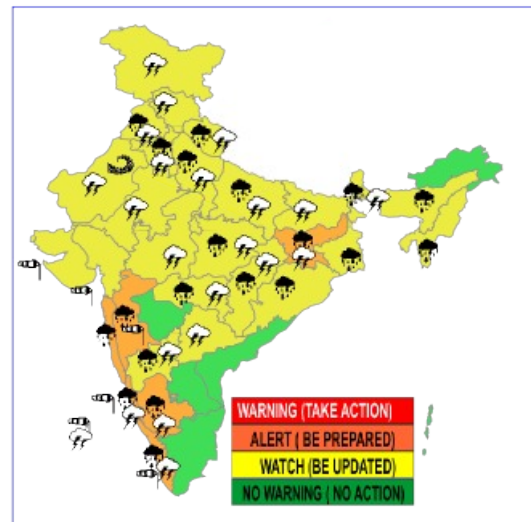 WARNING (TAKE ACTION)
ALERT ( BE PREPARED)
WATCH (BE UPDATED)
NO WARNING ( NO ACTION)